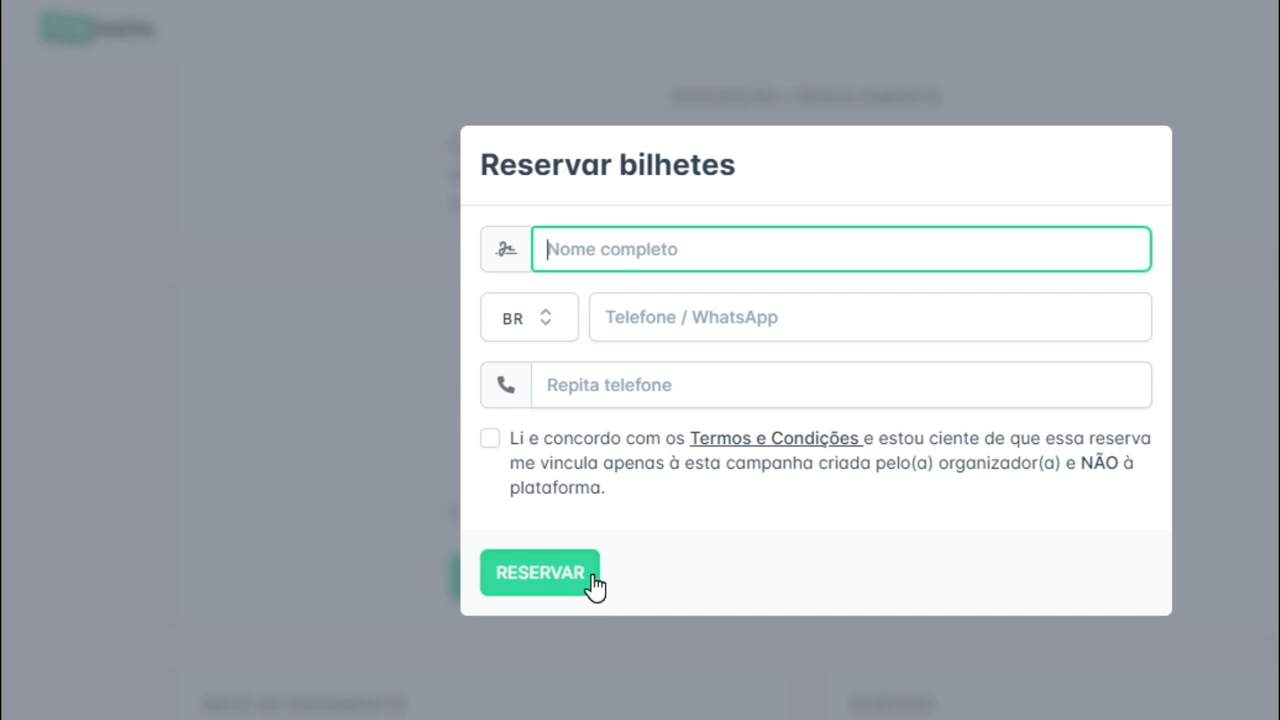 Reservar bilhetes
Nome completo
BR
Telefone / WhatsApp
Repita telefone
Li e concordo com os Termos e Condições e estou ciente de que essa reserva
me vincula apenas à esta campanha criada pelo(a) organizador(a) e NÃO à
plataforma.
RESERVAR